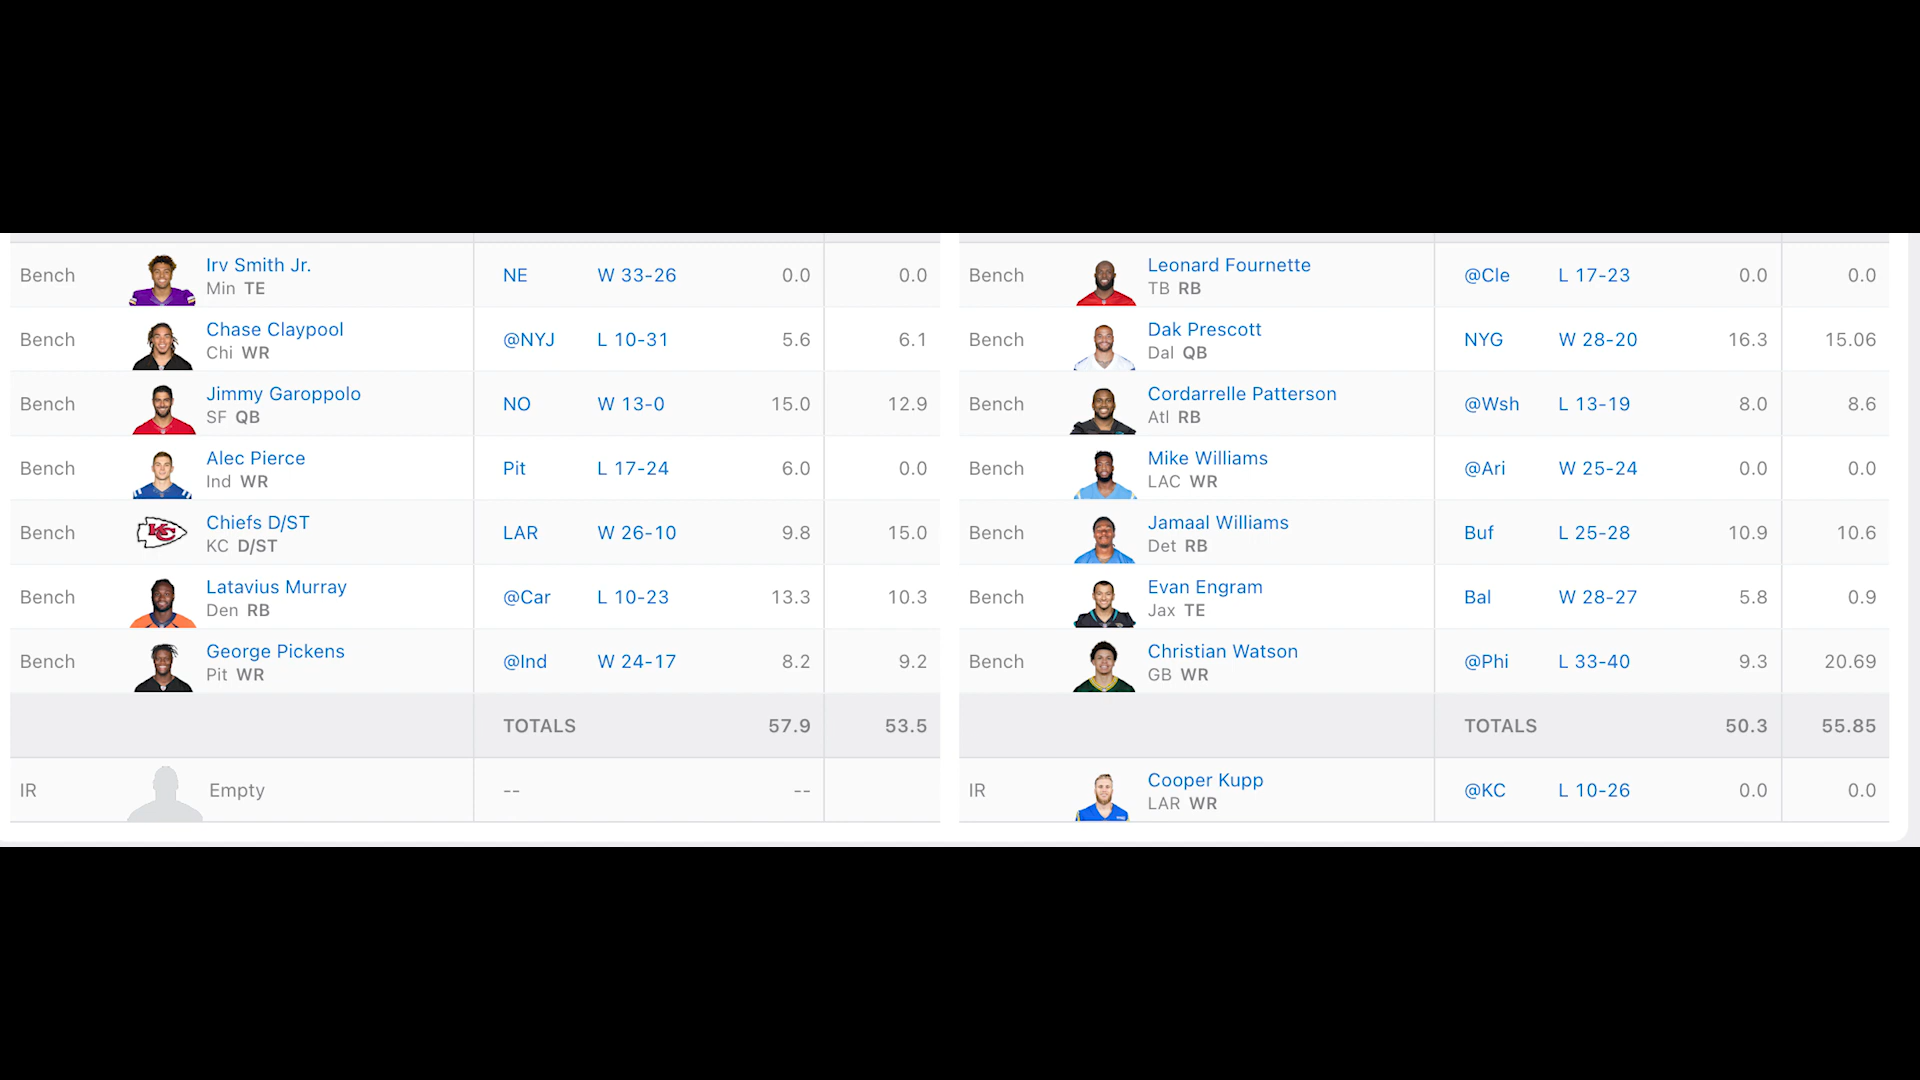 Bench Irv Smith Jr. NE W 33-26 0.0 0.0
Min TE
Bench Chase Claypool @NYJ L 10-31 5.6 6.1
Chi WR
Bench Jimmy Garoppolo NO W 13-0 15.0 12.9
SF QB
Bench Alec Pierce Pit L 17-24 6.0 0.0
Ind WR
Bench Chiefs D/ST LAR W 26-10 9.8 15.0
KC D/ST
Bench Latavius Murray @Car L 10-23 13.3 10.3
Den RB
Bench George Pickens @Ind W 24-17 8.2 9.2
Pit WR
TOTALS 57.9 53.5
IR Empty -- --
Bench Leonard Fournette @Cle L 17-23 0.0 0.0
TB RB
Bench Dak Prescott NYG W 28-20 16.3 15.06
Dal QB
Bench Cordarrelle Patterson @Wsh L 13-19 8.0 8.6
Atl RB
Bench Mike Williams @Ari W 25-24 0.0 0.0
LAC WR
Bench Jamaal Williams Buf L 25-28 10.9 10.6
Det RB
Bench Evan Engram Bal W 28-27 5.8 0.9
Jax TE
Bench Christian Watson @Phi L 33-40 9.3 20.69
GB WR
TOTALS 50.3 55.85
IR Cooper Kupp @KC L 10-26 0.0 0.0
LAR WR